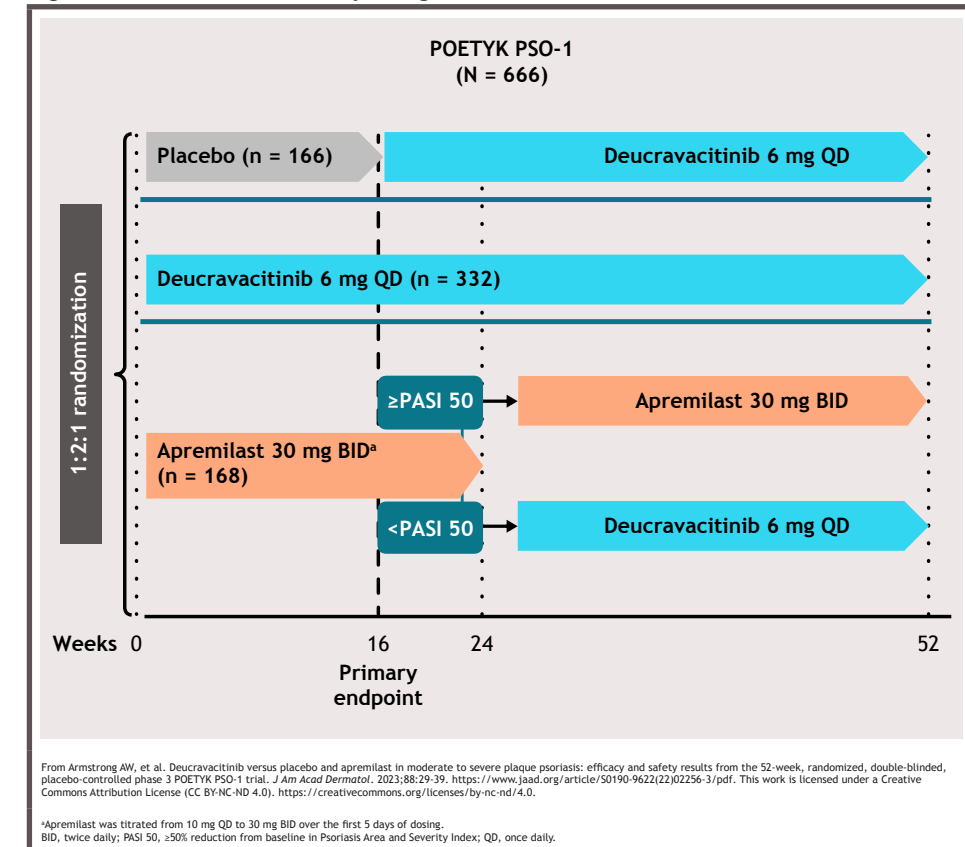 POETYK PSO-1
(N = 666)
Placebo (n = 166)
Deucravacitinib 6 mg QD
1:2:1 randomization
Deucravacitinib 6 mg QD (n = 332)
≥PASI 50
Apremilast 30 mg BID
Apremilast 30 mg BIDᵃ
(n = 168)
<PASI 50
Deucravacitinib 6 mg QD
Weeks 0 16 24 52
Primary
endpoint
From Armstrong AW, et al. Deucravacitinib versus placebo and apremilast in moderate to severe plaque psoriasis: efficacy and safety results from the 52-week, randomized, double-blinded,
placebo-controlled phase 3 POETYK PSO-1 trial. J Am Acad Dermatol. 2023;88:29-39. https://www.jaad.org/article/S0190-9622(22)02256-3/pdf. This work is licensed under a Creative
Commons Attribution License (CC BY-NC-ND 4.0). https://creativecommons.org/licenses/by-nc-nd/4.0.
ᵃApremilast was titrated from 10 mg QD to 30 mg BID over the first 5 days of dosing.
BID, twice daily; PASI 50, ≥50% reduction from baseline in Psoriasis Area and Severity Index; QD, once daily.